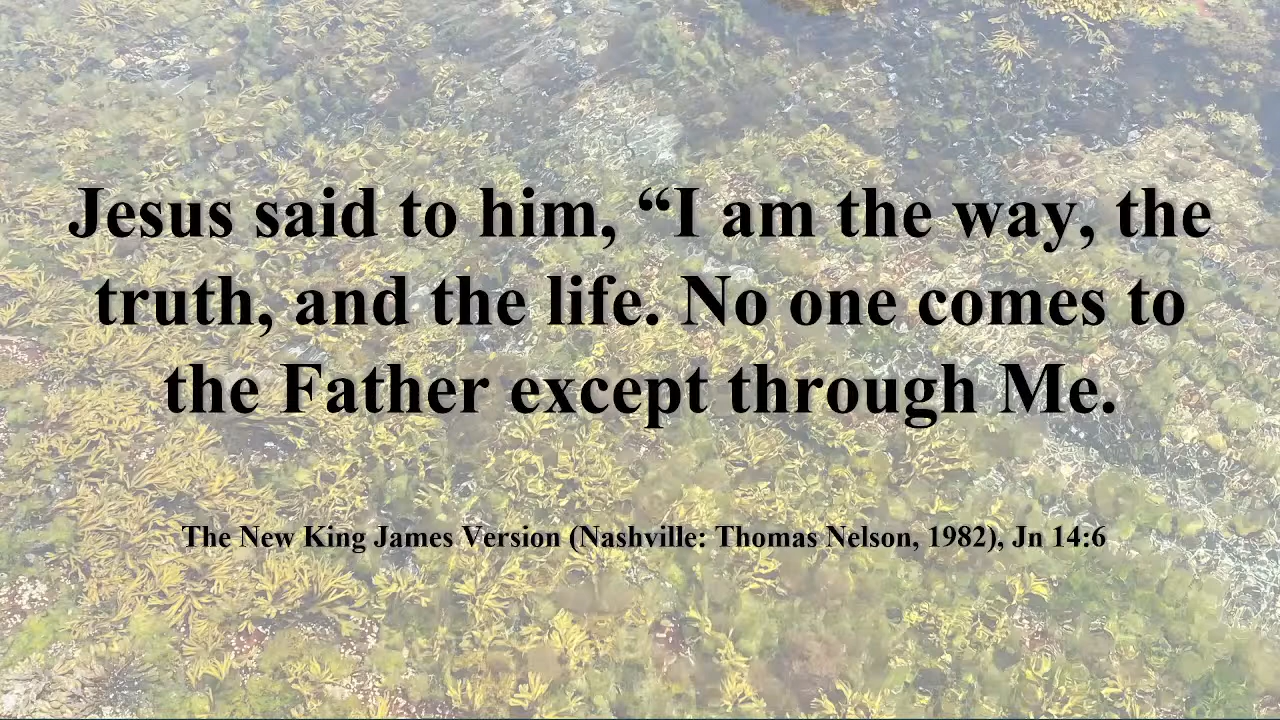 Jesus said to him, “I am the way, the
truth, and the life. No one comes to
the Father except through Me.
The New King James Version (Nashville: Thomas Nelson, 1982), Jn 14:6